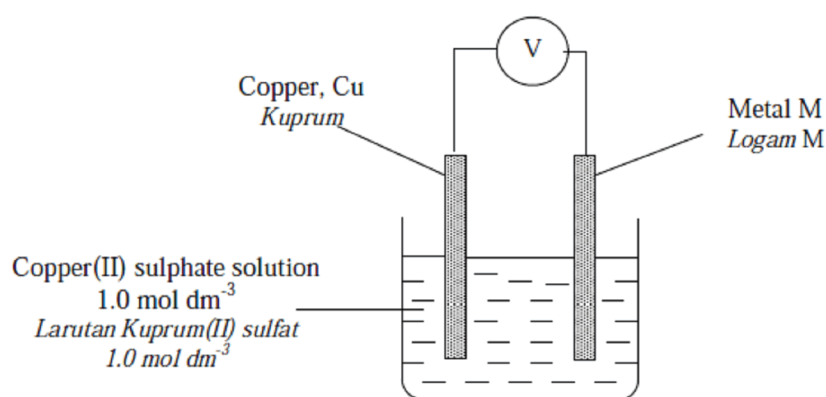 V
Copper, Cu
Kuprum
Metal M
Logam M
Copper(II) sulphate solution
1.0 mol dm⁻³
Larutan Kuprum(II) sulfat
1.0 mol dm⁻³